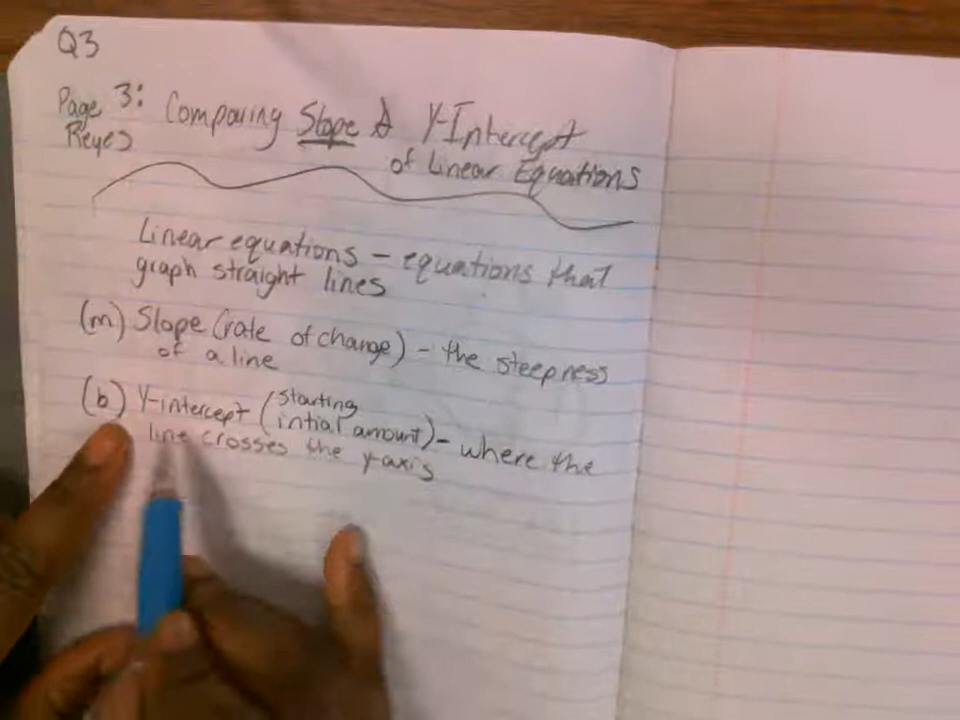 Q3
Page 3: Comparing Slope & Y-Intercept
Reyes of Linear Equations
Linear equations - equations that
graph straight lines
(m) Slope (rate of change) - the steepness
of a line
(b) Y-intercept (starting
intial amount) - where the
line crosses the y-axis